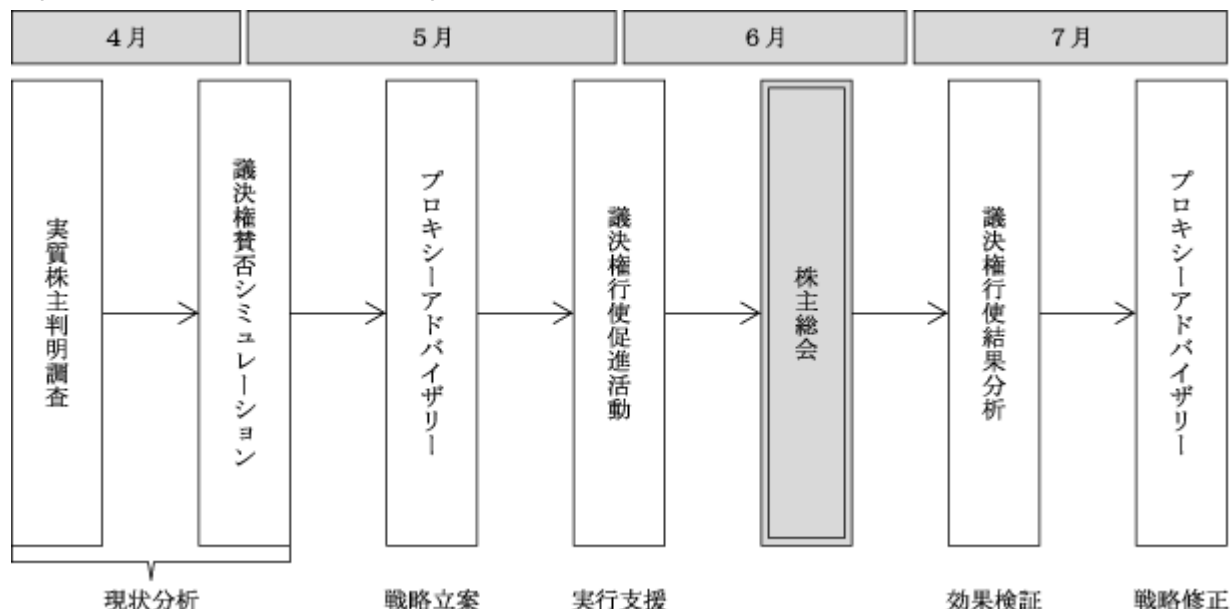 4月
5月
6月
7月
実質株主判明調査
議決権賛否シミュレーション
プロキシーアドバイザリー
議決権行使促進活動
株主総会
議決権行使結果分析
プロキシーアドバイザリー
現状分析
戦略立案
実行支援
効果検証
戦略修正